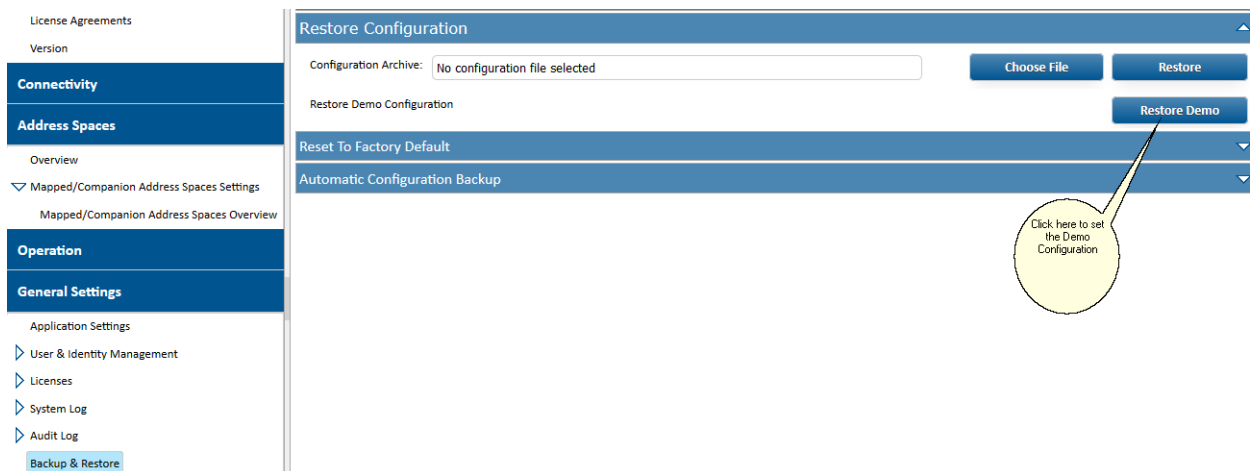 License Agreements
Version
Connectivity
Address Spaces
Overview
Mapped/Companion Address Spaces Settings
Mapped/Companion Address Spaces Overview
Operation
General Settings
Application Settings
User & Identity Management
Licenses
System Log
Audit Log
Backup & Restore
Restore Configuration
Configuration Archive: No configuration file selected Choose File Restore
Restore Demo Configuration Restore Demo
Reset To Factory Default
Automatic Configuration Backup
Click here to set
the Demo
Configuration